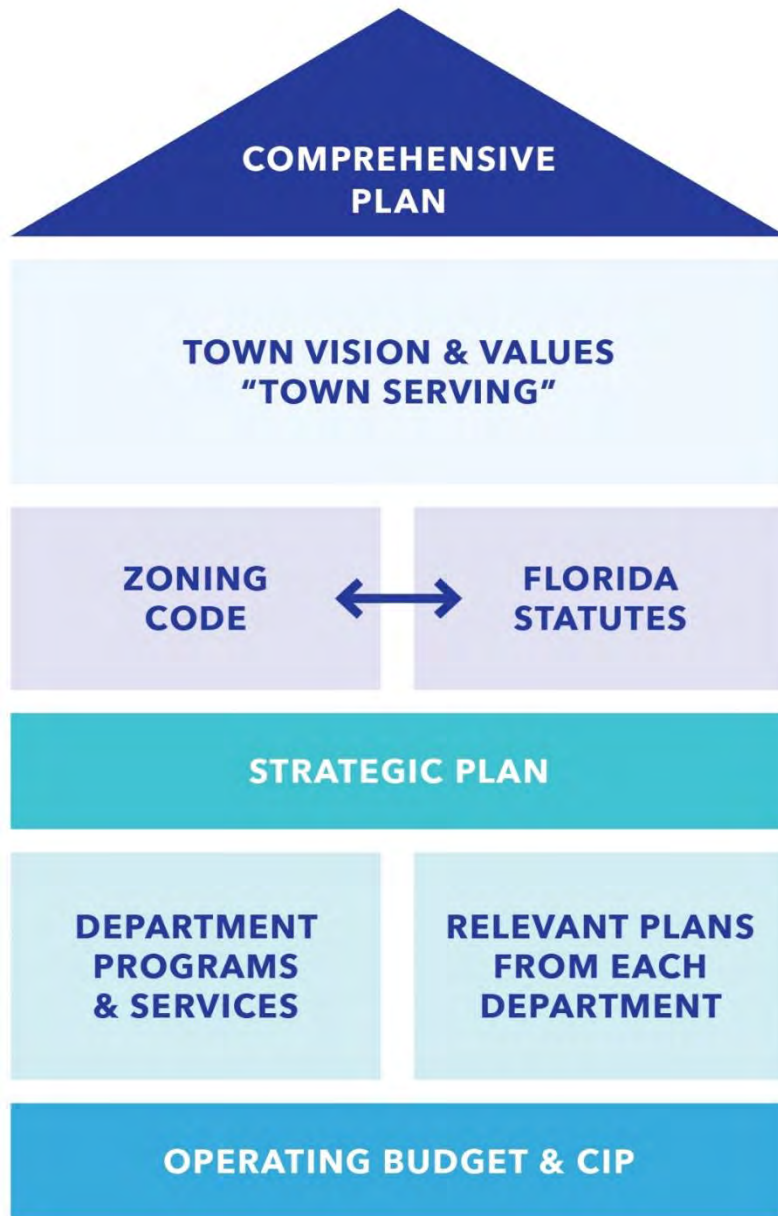 COMPREHENSIVE
PLAN
TOWN VISION & VALUES
"TOWN SERVING"
ZONING
CODE
FLORIDA
STATUTES
STRATEGIC PLAN
DEPARTMENT
PROGRAMS
& SERVICES
RELEVANT PLANS
FROM EACH
DEPARTMENT
OPERATING BUDGET & CIP